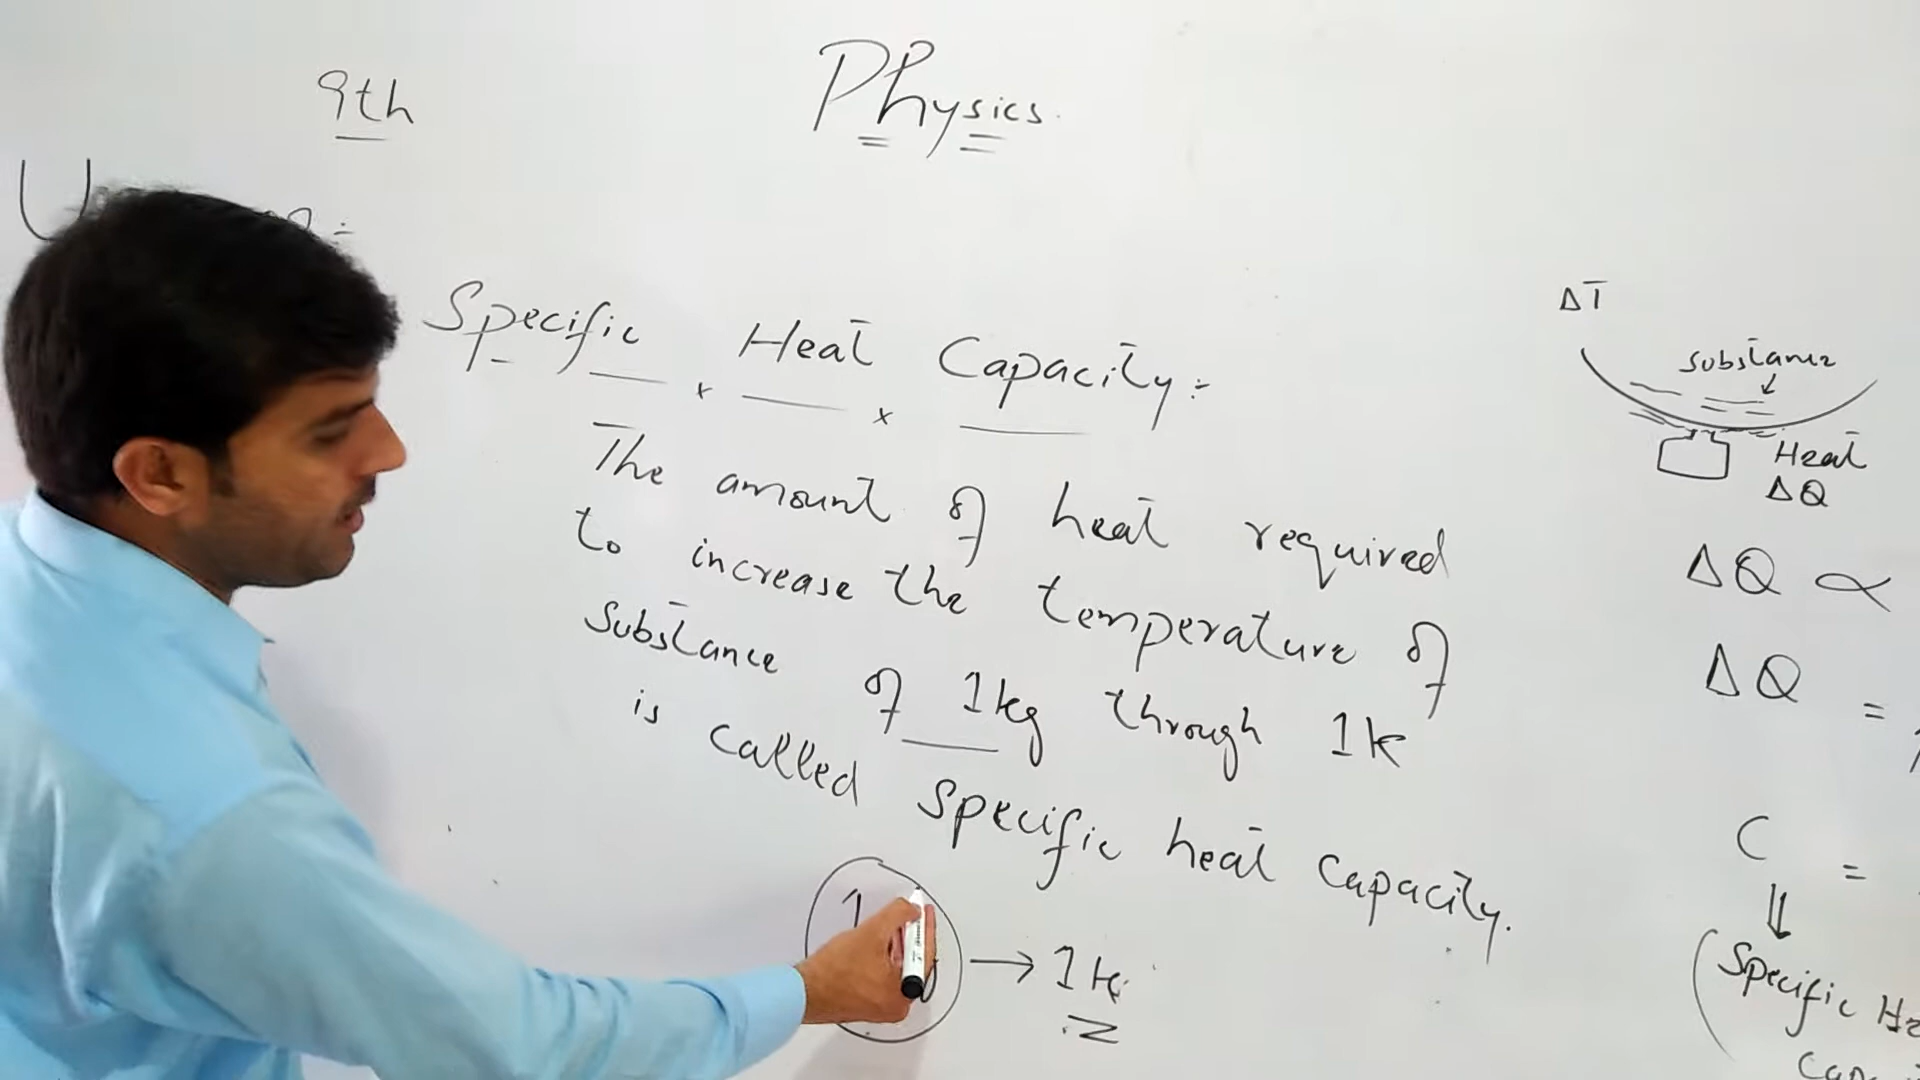 9th
Physics.
Specific Heat Capacity:
The amount of heat required
to increase the temperature of
substance of 1kg through 1k
is called specific heat capacity.
1 → 1k
ΔT
substance
Heat
ΔQ
ΔQ ∝
ΔQ =
C =
⇓
(Specific